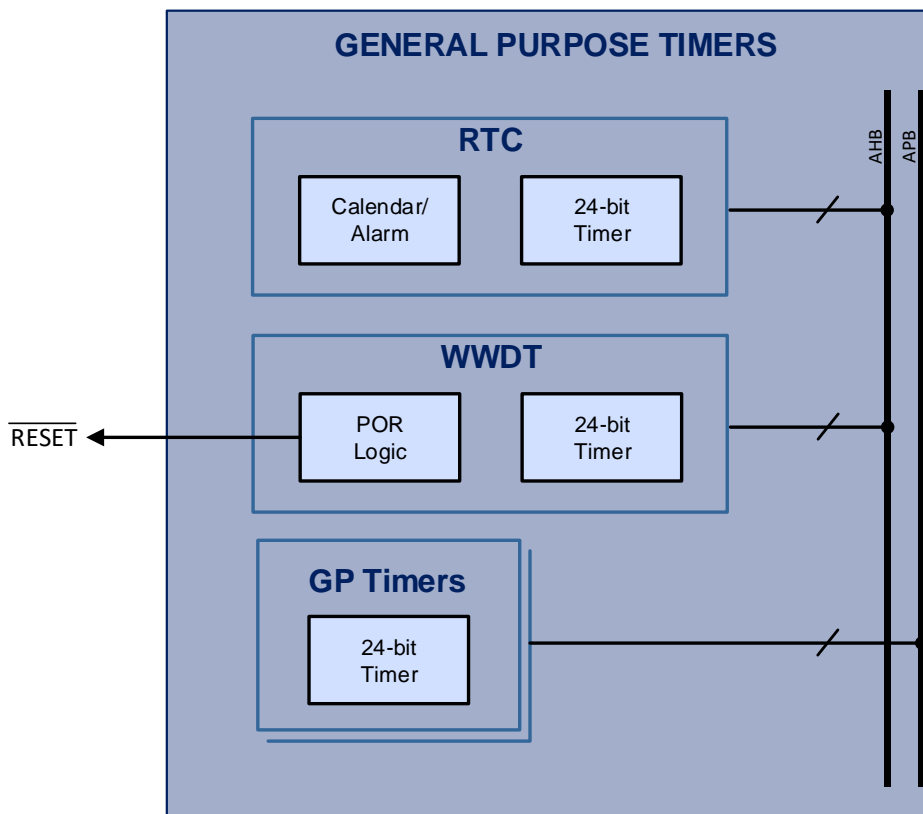 GENERAL PURPOSE TIMERS
AHB
APB
RTC
Calendar/
Alarm
24-bit
Timer
WWDT
RESET
POR
Logic
24-bit
Timer
GP Timers
24-bit
Timer